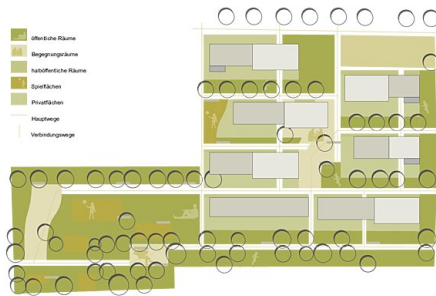 öffentliche Räume
Begegnungsräume
halböffentliche Räume
Spielflächen
Privatflächen
Hauptwege
Verbindungswege